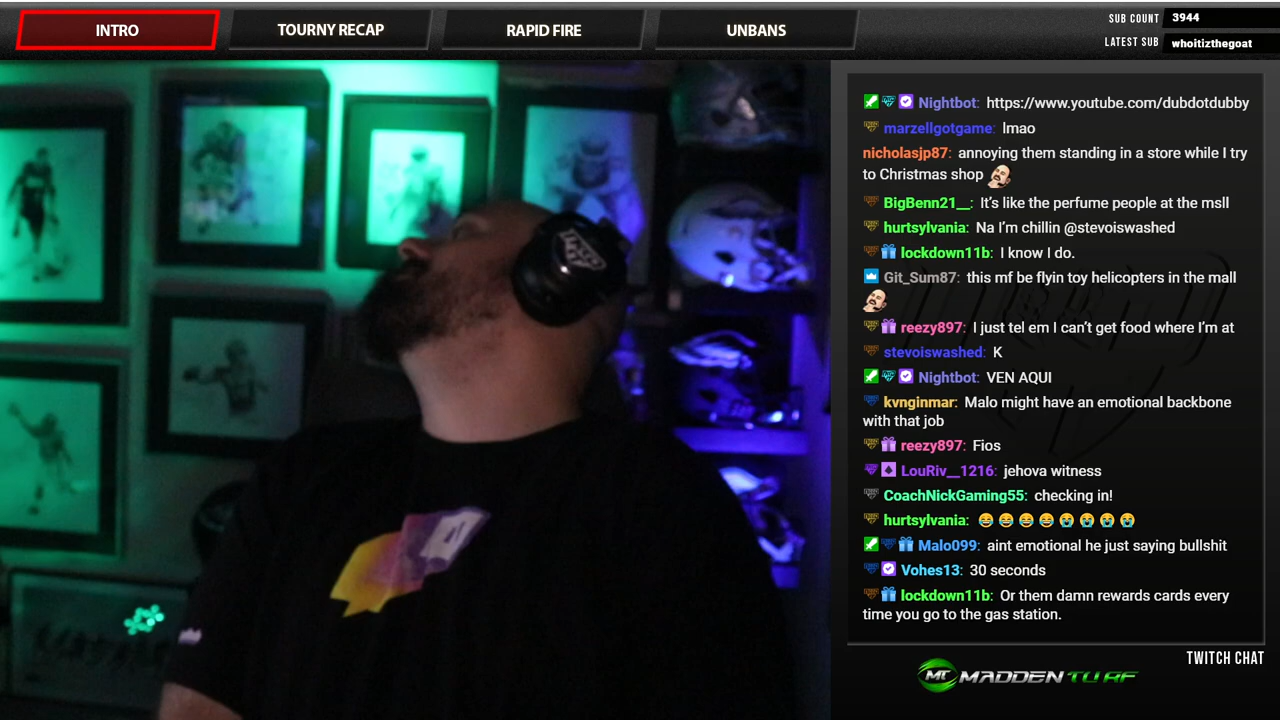 INTRO
TOURNY RECAP
RAPID FIRE
UNBANS
SUB COUNT 3944
LATEST SUB whoitizthegoat
Nightbot: https://www.youtube.com/dubdotdubby
marzellgotgame: lmao
nicholasjp87: annoying them standing in a store while I try
to Christmas shop
BigBenn21__: It's like the perfume people at the msll
hurtsylvania: Na I'm chillin @stevoiswashed
lockdown11b: I know I do.
Git_Sum87: this mf be flyin toy helicopters in the mall
reezy897: I just tel em I can't get food where I'm at
stevoiswashed: K
Nightbot: VEN AQUI
kvnginmar: Malo might have an emotional backbone
with that job
reezy897: Fios
LouRiv__1216: jehova witness
CoachNickGaming55: checking in!
hurtsylvania: 😂😂😂😂😭😭😭😭
Malo099: aint emotional he just saying bullshit
Vohes13: 30 seconds
lockdown11b: Or them damn rewards cards every
time you go to the gas station.
TWITCH CHAT
MT MADDEN TURF